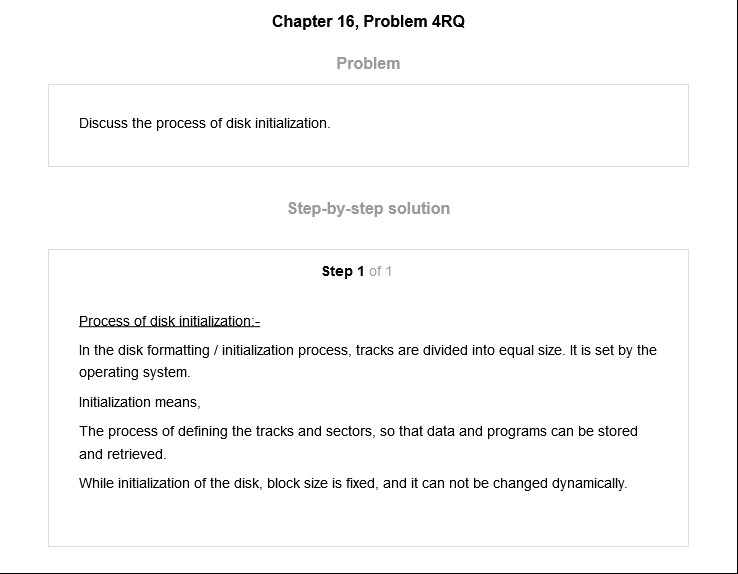 Chapter 16, Problem 4RQ
Problem
Discuss the process of disk initialization.
Step-by-step solution
Step 1 of 1
Process of disk initialization:-
In the disk formatting / initialization process, tracks are divided into equal size. It is set by the
operating system.
Initialization means,
The process of defining the tracks and sectors, so that data and programs can be stored
and retrieved.
While initialization of the disk, block size is fixed, and it can not be changed dynamically.